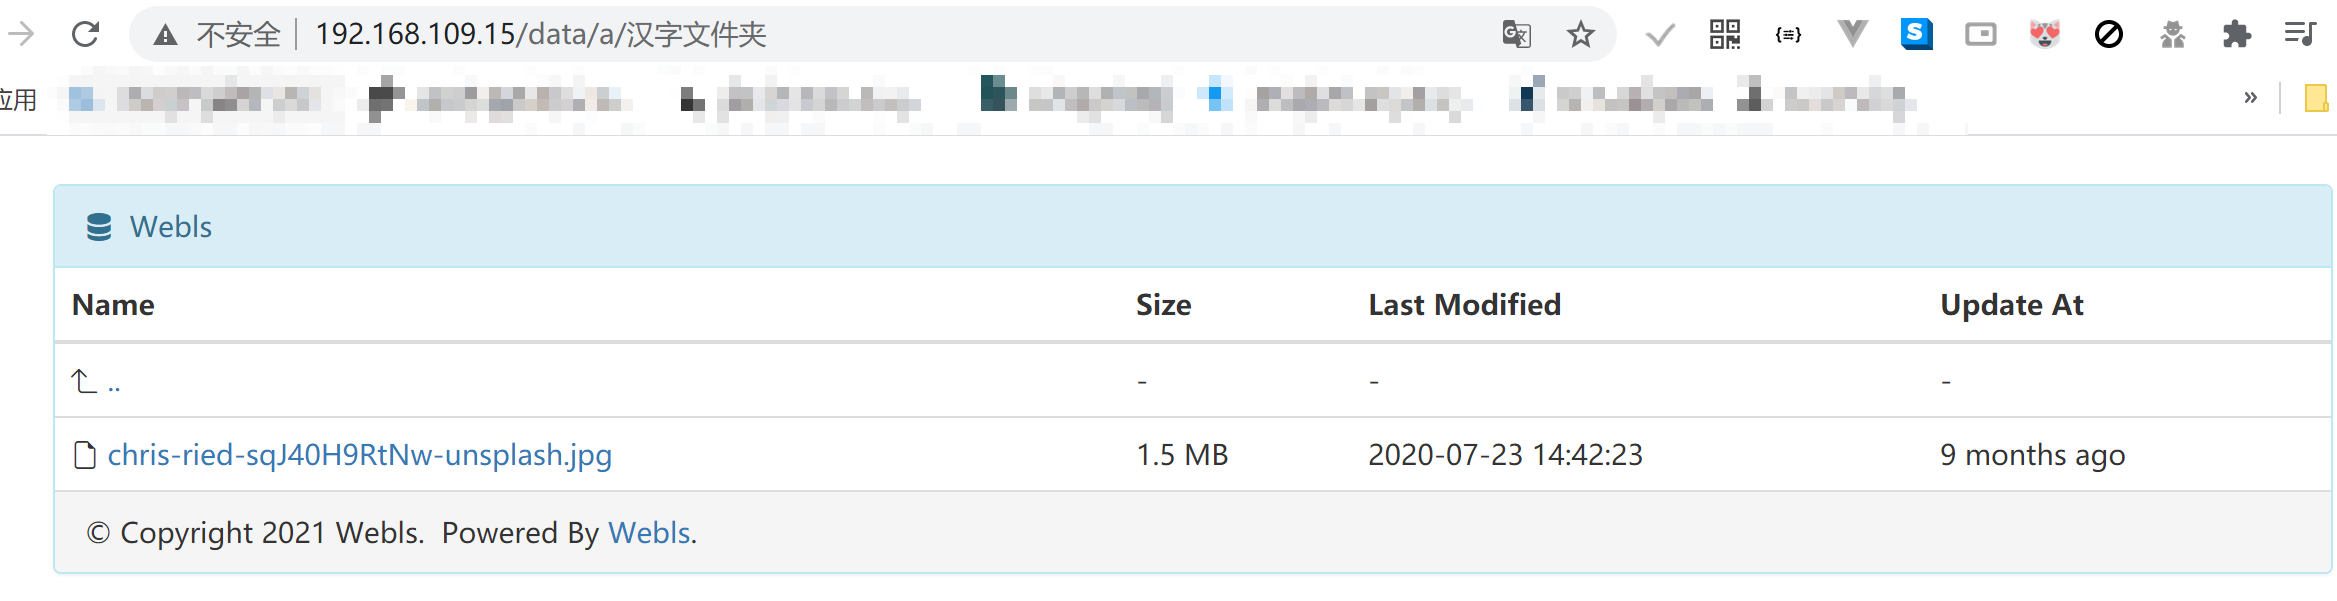 不安全 192.168.109.15/data/a/汉字文件夹
应用 »
Webls
Name Size Last Modified Update At
.. - - -
chris-ried-sqJ40H9RtNw-unsplash.jpg 1.5 MB 2020-07-23 14:42:23 9 months ago
© Copyright 2021 Webls. Powered By Webls.